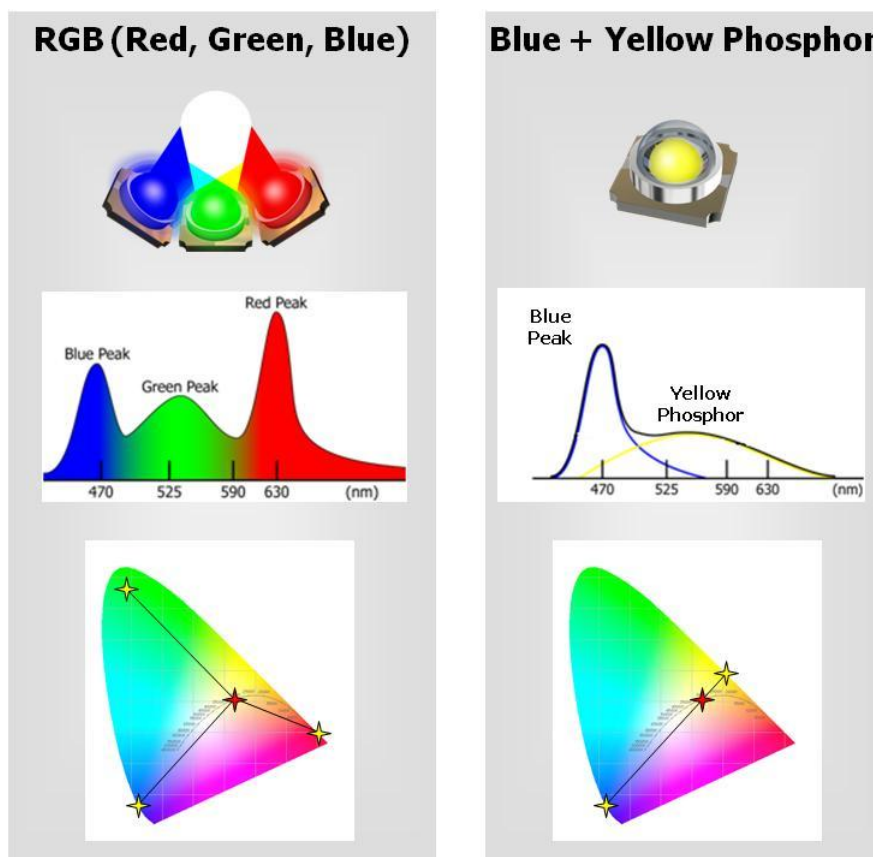 RGB (Red, Green, Blue)
Blue Peak
Green Peak
Red Peak
470 525 590 630 (nm)
Blue + Yellow Phosphor
Blue
Peak
Yellow
Phosphor
470 525 590 630 (nm)